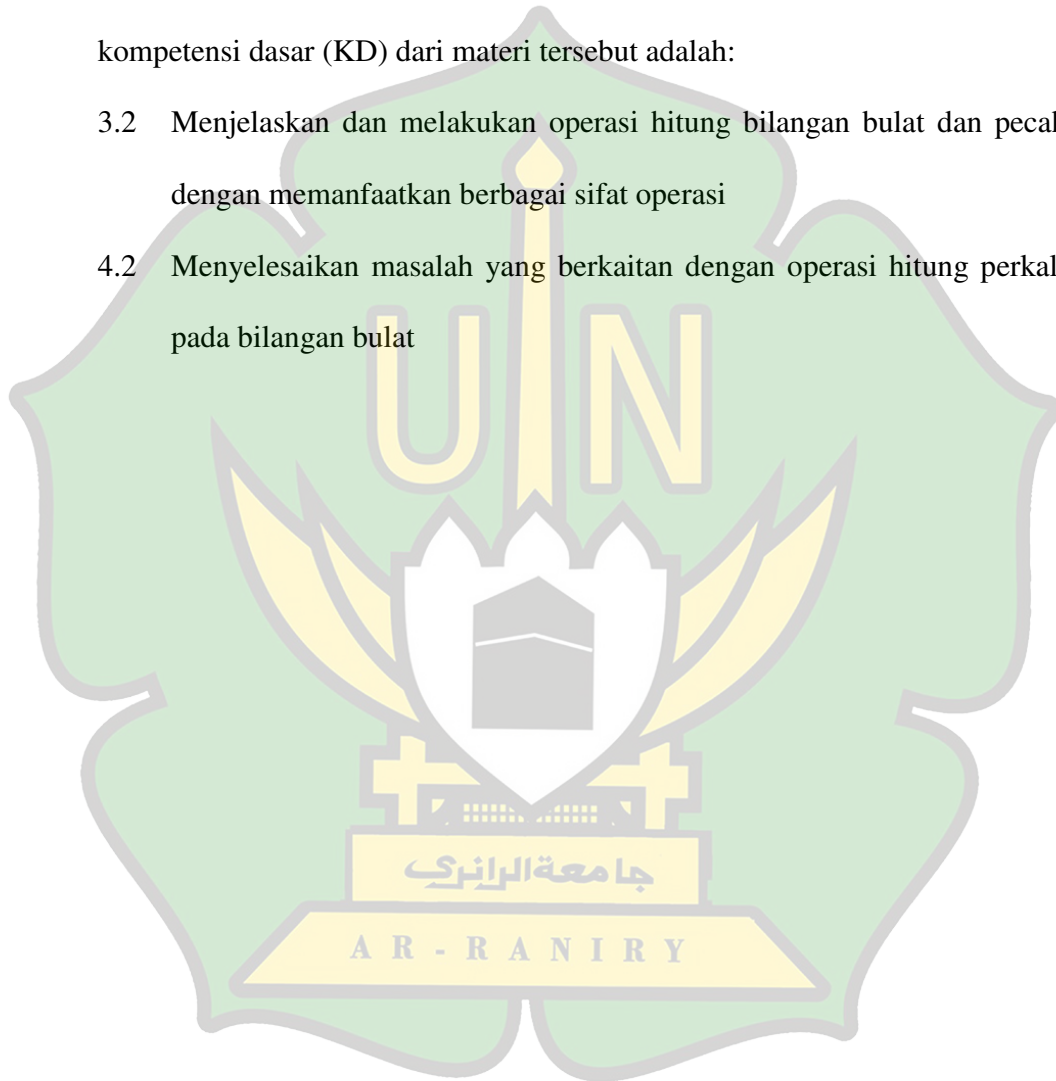 kompetensi dasar (KD) dari materi tersebut adalah:
3.2 Menjelaskan dan melakukan operasi hitung bilangan bulat dan
dengan memanfaatkan berbagai sifat operasi
4.2 Menyelesaikan masalah yang berkaitan dengan operasi hitung
pada bilangan bulat
UIN
جامعةالرانري
AR-RANIRY